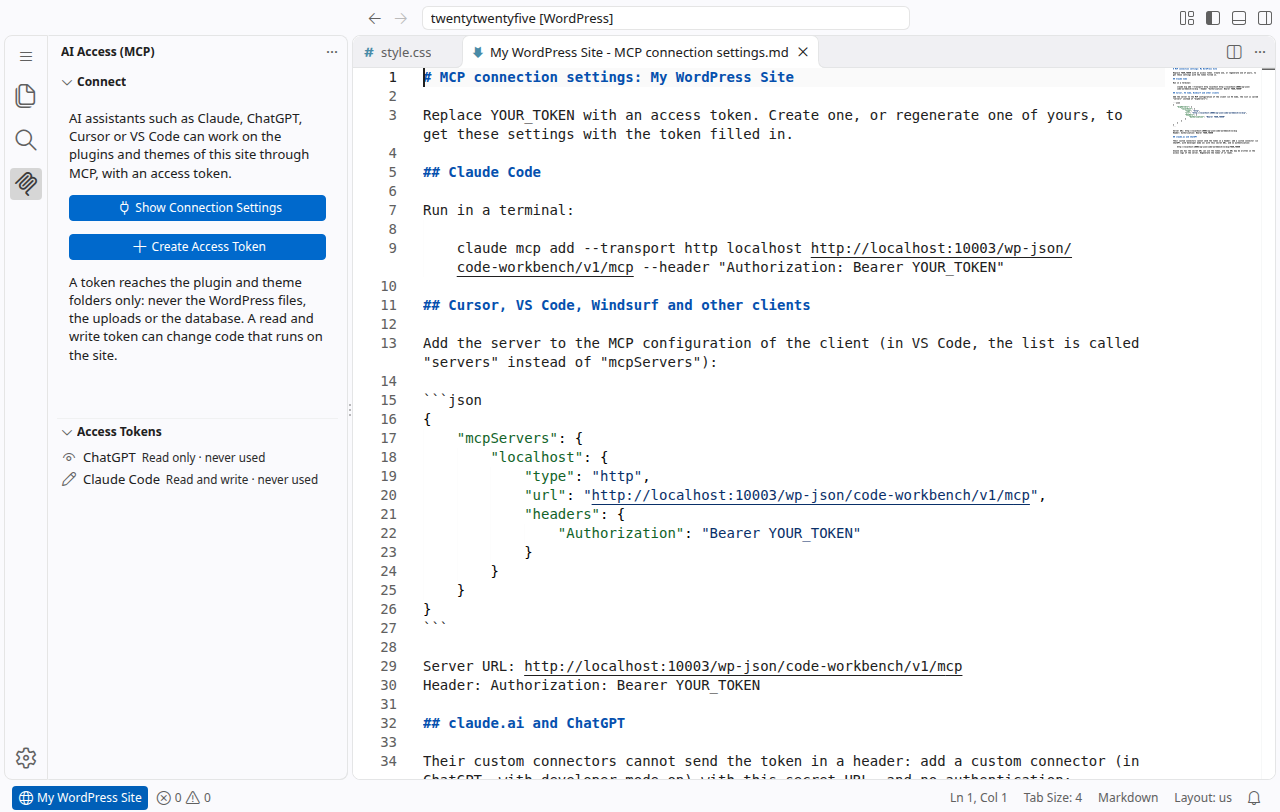 twentytwentyfive [WordPress]
AI Access (MCP)
Connect
AI assistants such as Claude, ChatGPT,
Cursor or VS Code can work on the
plugins and themes of this site through
MCP, with an access token.
Show Connection Settings
Create Access Token
A token reaches the plugin and theme
folders only: never the WordPress files,
the uploads or the database. A read and
write token can change code that runs on
the site.
Access Tokens
ChatGPT Read only · never used
Claude Code Read and write · never used
style.css
My WordPress Site - MCP connection settings.md
1 # MCP connection settings: My WordPress Site
2
3 Replace YOUR_TOKEN with an access token. Create one, or regenerate one of yours, to
get these settings with the token filled in.
4
5 ## Claude Code
6
7 Run in a terminal:
8
9 claude mcp add --transport http localhost http://localhost:10003/wp-json/
code-workbench/v1/mcp --header "Authorization: Bearer YOUR_TOKEN"
10
11 ## Cursor, VS Code, Windsurf and other clients
12
13 Add the server to the MCP configuration of the client (in VS Code, the list is called
"servers" instead of "mcpServers"):
14
15 ```json
16 {
17 "mcpServers": {
18 "localhost": {
19 "type": "http",
20 "url": "http://localhost:10003/wp-json/code-workbench/v1/mcp",
21 "headers": {
22 "Authorization": "Bearer YOUR_TOKEN"
23 }
24 }
25 }
26 }
27 ```
28
29 Server URL: http://localhost:10003/wp-json/code-workbench/v1/mcp
30 Header: Authorization: Bearer YOUR_TOKEN
31
32 ## claude.ai and ChatGPT
33
34 Their custom connectors cannot send the token in a header: add a custom connector (in
ChatGPT, with developer mode on) with this secret URL, and no authentication:
My WordPress Site
0
0
Ln 1, Col 1
Tab Size: 4
Markdown
Layout: us